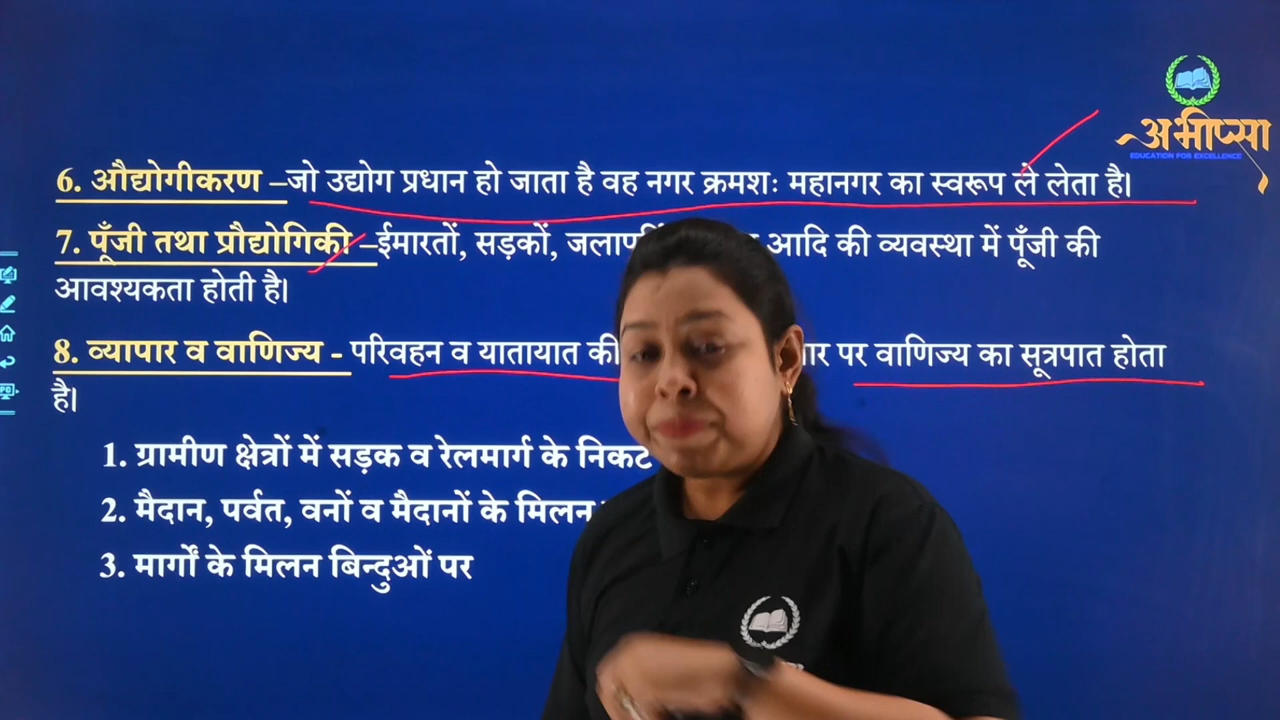 अभीप्सा
EDUCATION FOR EXCELLENCE
6. औद्योगीकरण –जो उद्योग प्रधान हो जाता है वह नगर क्रमशः महानगर का स्वरूप ले लेता है।
7. पूँजी तथा प्रौद्योगिकी –ईमारतों, सड़कों, आदि की व्यवस्था में पूँजी की
आवश्यकता होती है।
8. व्यापार व वाणिज्य - परिवहन व यातायात की पर वाणिज्य का सूत्रपात होता
है।
1. ग्रामीण क्षेत्रों में सड़क व रेलमार्ग के निकट
2. मैदान, पर्वत, वनों व मैदानों के मिलन
3. मार्गों के मिलन बिन्दुओं पर